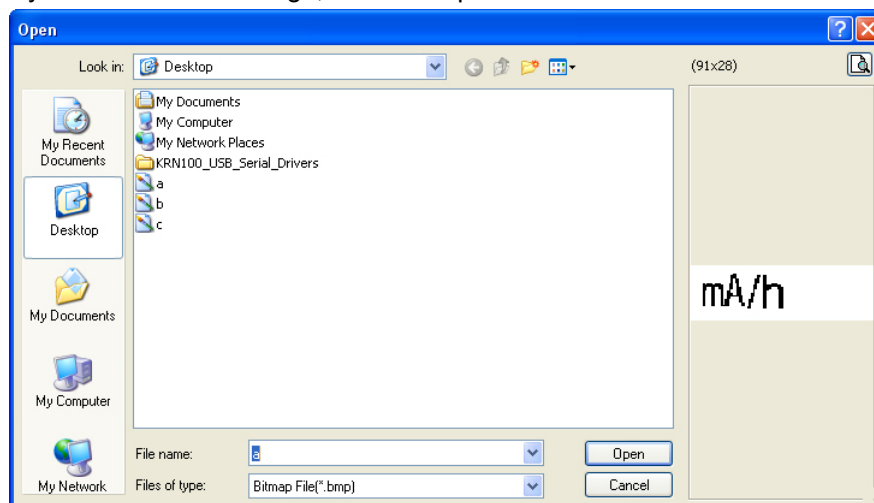 Open
Look in:
Desktop
(91x28)
My Recent
Documents
Desktop
My Documents
My Computer
My Network
My Documents
My Computer
My Network Places
KRN100_USB_Serial_Drivers
a
b
c
mA/h
File name:
a
Open
Files of type:
Bitmap File(*.bmp)
Cancel